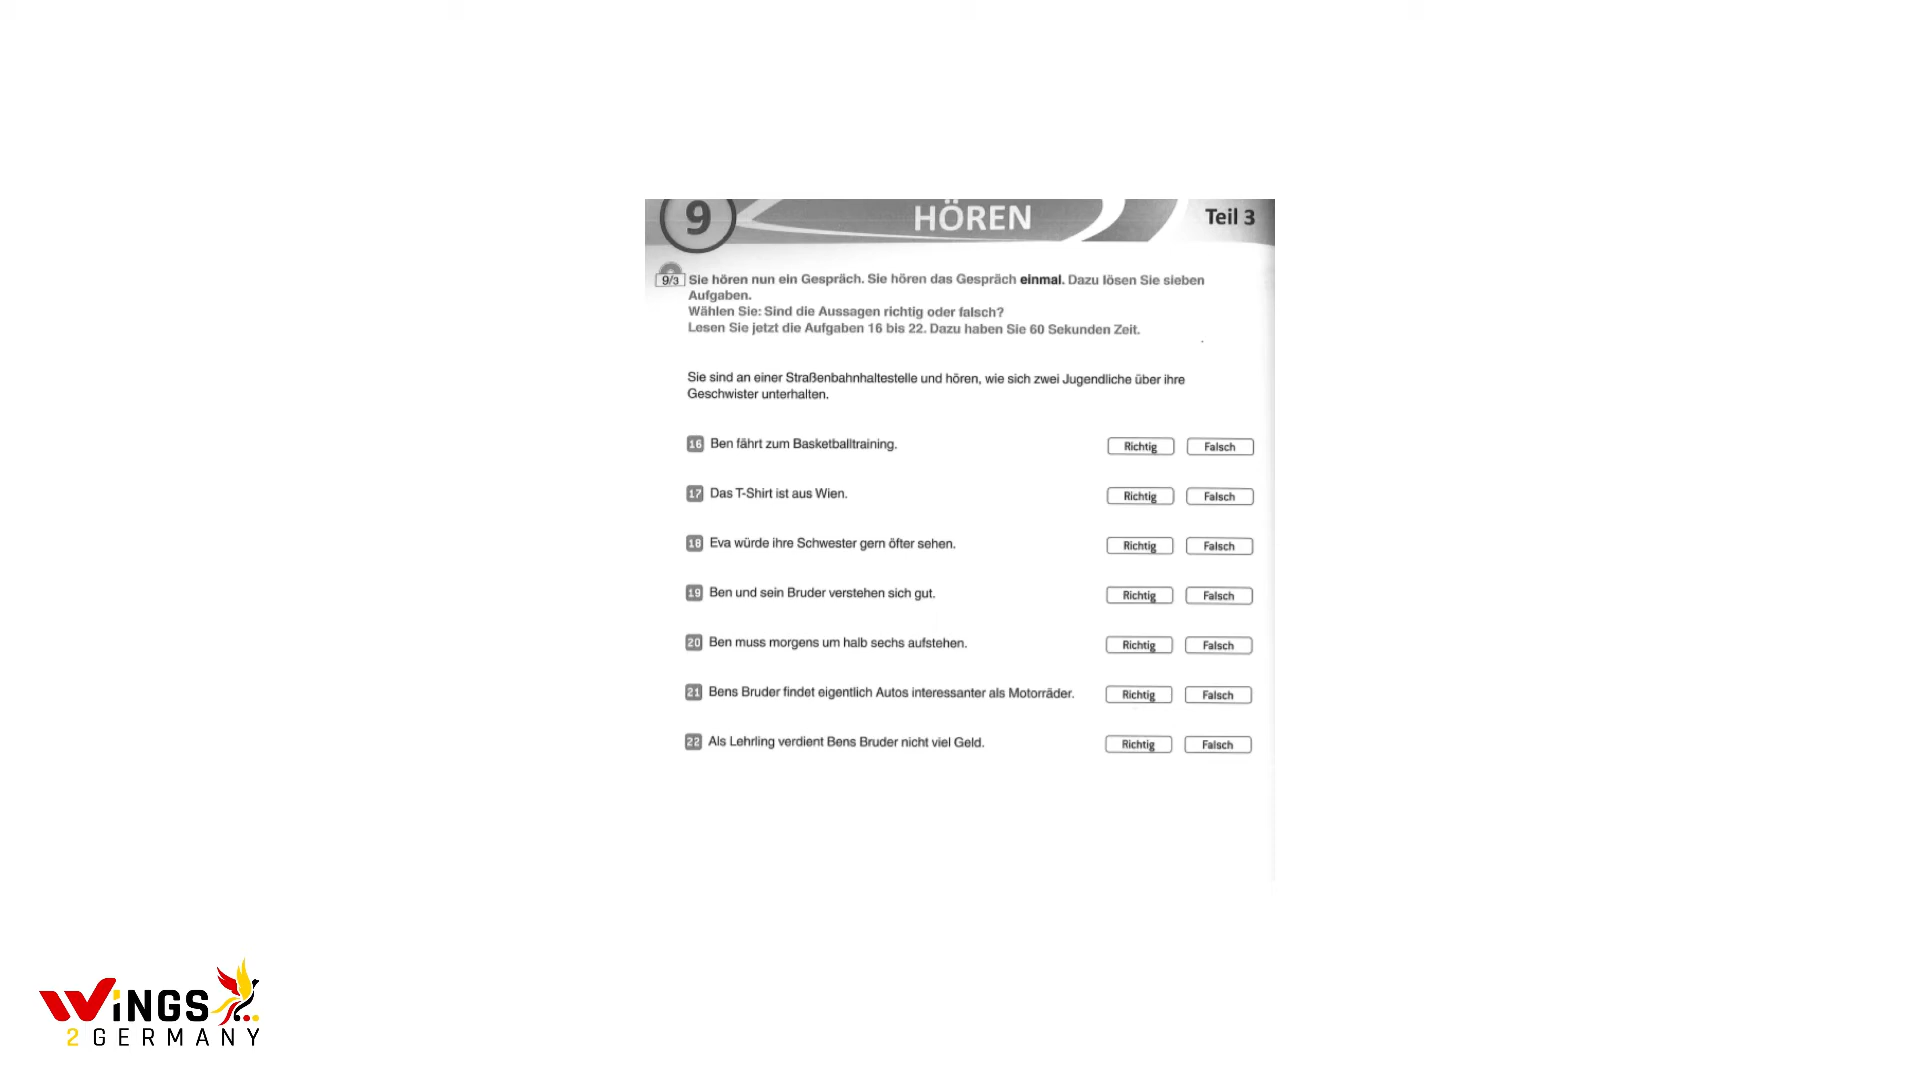 9
HÖREN
Teil 3
9/3
Sie hören nun ein Gespräch. Sie hören das Gespräch einmal. Dazu lösen Sie sieben
Aufgaben.
Wählen Sie: Sind die Aussagen richtig oder falsch?
Lesen Sie jetzt die Aufgaben 16 bis 22. Dazu haben Sie 60 Sekunden Zeit.
Sie sind an einer Straßenbahnhaltestelle und hören, wie sich zwei Jugendliche über ihre
Geschwister unterhalten.
16 Ben fährt zum Basketballtraining. Richtig Falsch
17 Das T-Shirt ist aus Wien. Richtig Falsch
18 Eva würde ihre Schwester gern öfter sehen. Richtig Falsch
19 Ben und sein Bruder verstehen sich gut. Richtig Falsch
20 Ben muss morgens um halb sechs aufstehen. Richtig Falsch
21 Bens Bruder findet eigentlich Autos interessanter als Motorräder. Richtig Falsch
22 Als Lehrling verdient Bens Bruder nicht viel Geld. Richtig Falsch
WiNGS
2 GERMANY